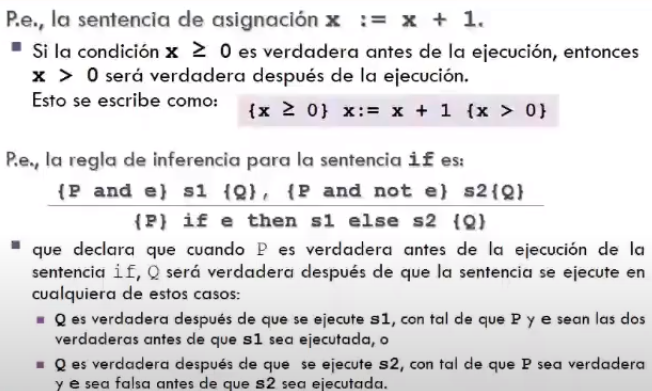 P.e., la sentencia de asignación x := x + 1.
Si la condición x ≥ 0 es verdadera antes de la ejecución, entonces
x > 0 será verdadera después de la ejecución.
Esto se escribe como: {x ≥ 0} x:= x + 1 {x > 0}
P.e., la regla de inferencia para la sentencia if es:
{P and e} s1 {Q}, {P and not e} s2{Q}
{P} if e then s1 else s2 {Q}
que declara que cuando P es verdadera antes de la ejecución de la
sentencia if, Q será verdadera después de que la sentencia se ejecute en
cualquiera de estos casos:
Q es verdadera después de que se ejecute s1, con tal de que P y e sean las dos
verdaderas antes de que s1 sea ejecutada, o
Q es verdadera después de que se ejecute s2, con tal de que P sea verdadera
y e sea falsa antes de que s2 sea ejecutada.